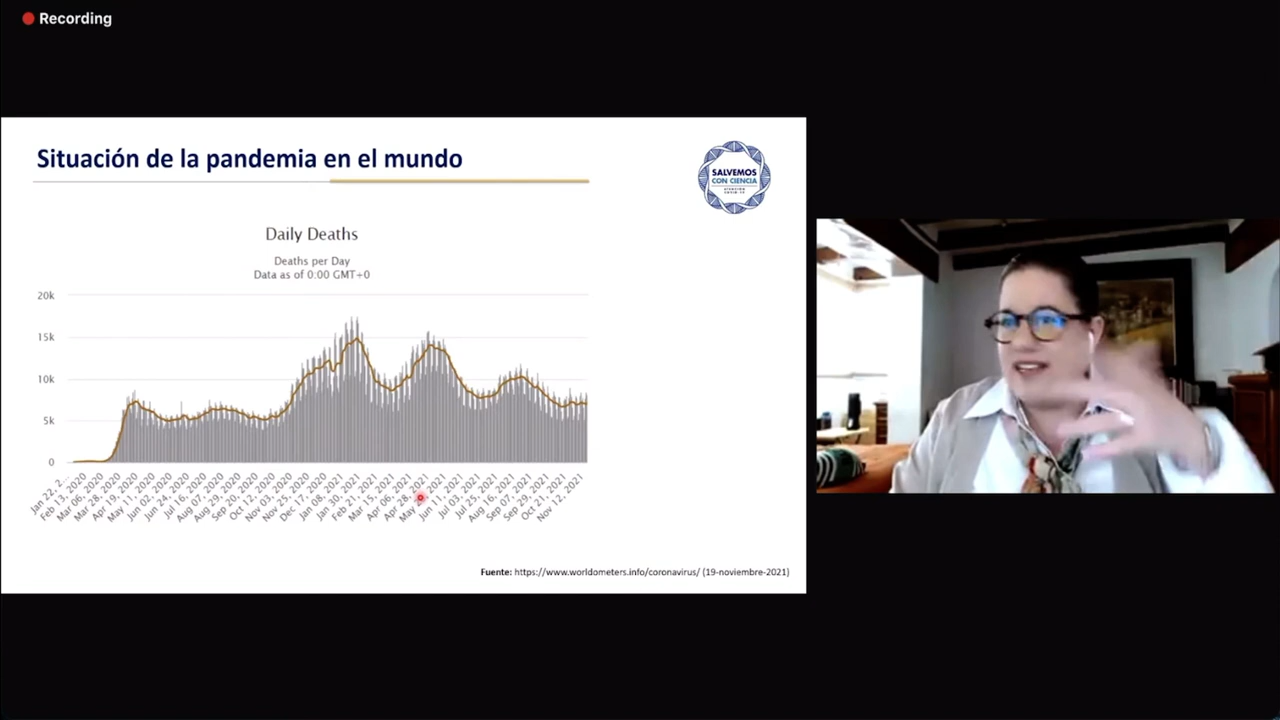 Recording
Situación de la pandemia en el mundo
SALVEMOS
CON CIENCIA
Daily Deaths
Deaths per Day
Data as of 0:00 GMT+0
20k
15k
10k
5k
0
Jan 22, 2...
Feb 13, 2020
Mar 06, 2020
Mar 28, 2020
Apr 19, 2020
May 11, 2020
Jun 02, 2020
Jun 24, 2020
Jul 16, 2020
Aug 07, 2020
Aug 29, 2020
Sep 20, 2020
Oct 12, 2020
Nov 03, 2020
Nov 25, 2020
Dec 17, 2020
Jan 08, 2021
Jan 30, 2021
Feb 21, 2021
Mar 15, 2021
Apr 06, 2021
Apr 28, 2021
May 2021
Jun 11, 2021
Jul 03, 2021
Jul 25, 2021
Aug 16, 2021
Sep 07, 2021
Sep 29, 2021
Oct 21, 2021
Nov 12, 2021
Fuente: https://www.worldometers.info/coronavirus/ (19-noviembre-2021)